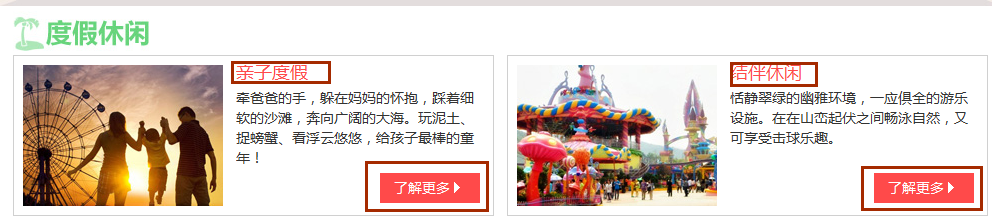 度假休闲
亲子度假
牵爸爸的手，躲在妈妈的怀抱，踩着细
软的沙滩，奔向广阔的大海。玩泥土、
捉螃蟹、看浮云悠悠，给孩子最棒的童
年！
了解更多
结伴休闲
恬静翠绿的幽雅环境，一应俱全的游乐
设施。在在山峦起伏之间畅泳自然，又
可享受击球乐趣。
了解更多